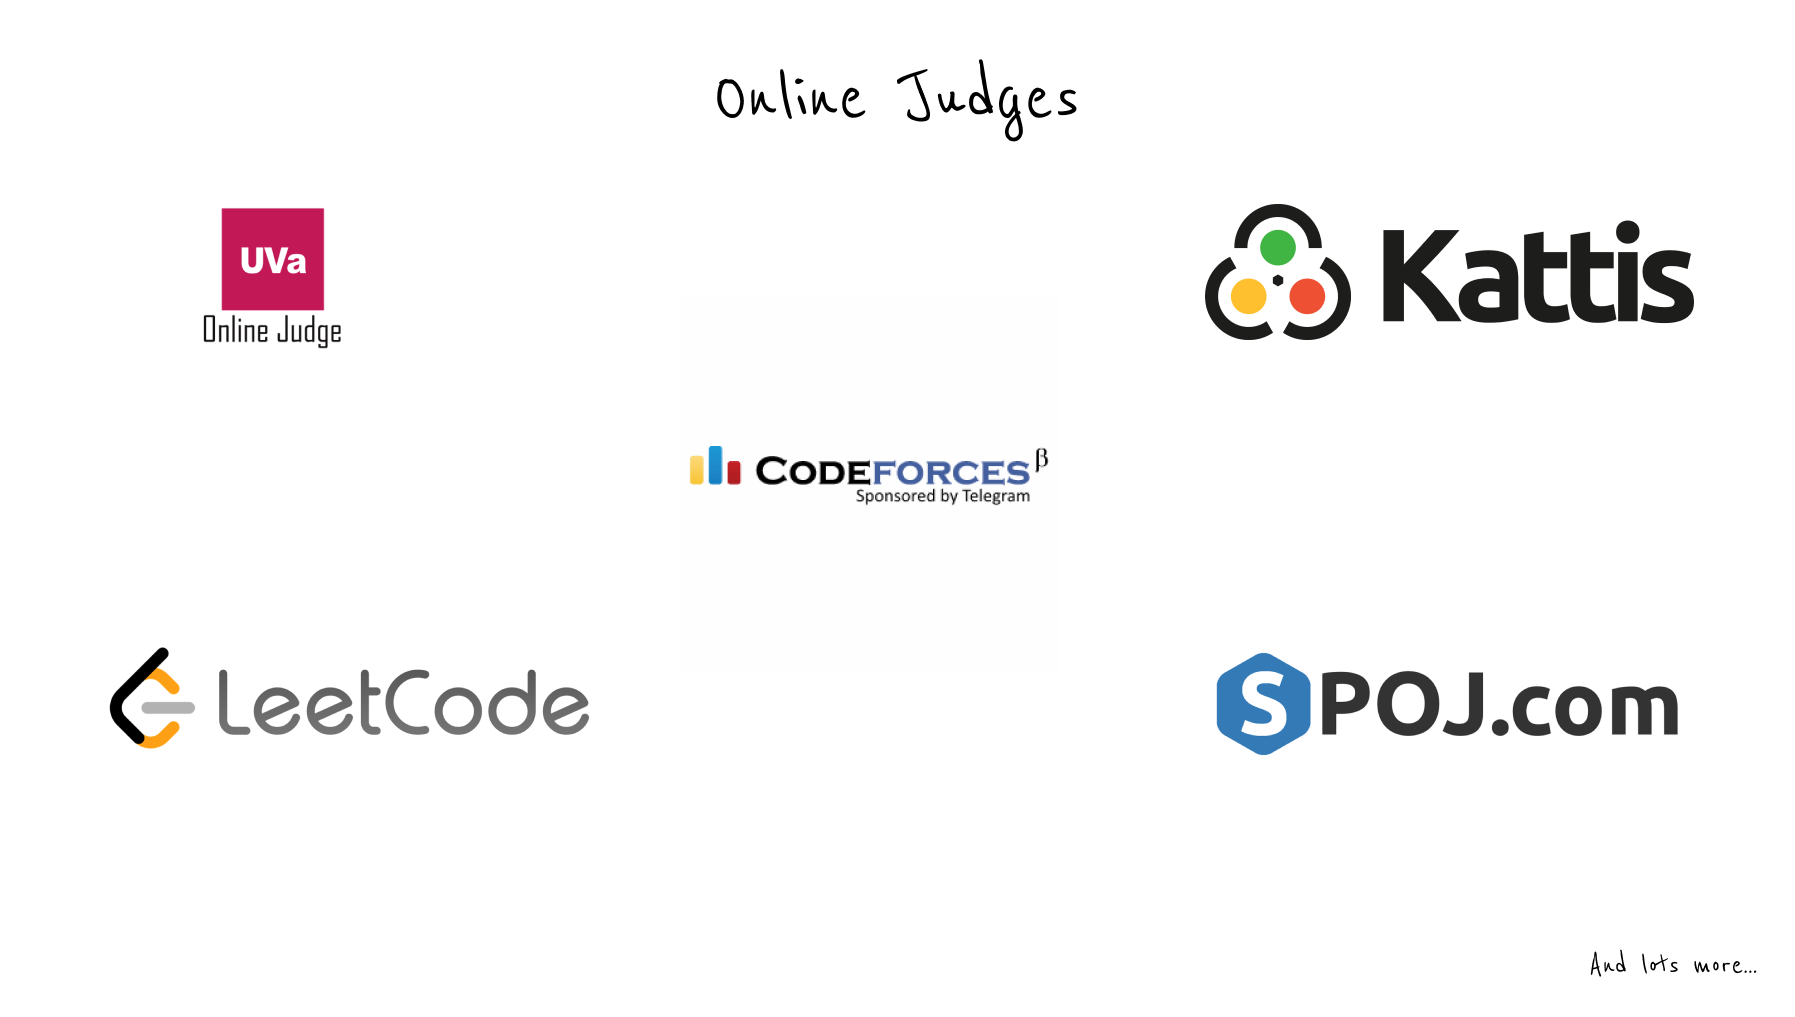 Online Judges
UVa
Online Judge
Kattis
CODEFORCES β
Sponsored by Telegram
LeetCode
SPOJ.com
And lots more...